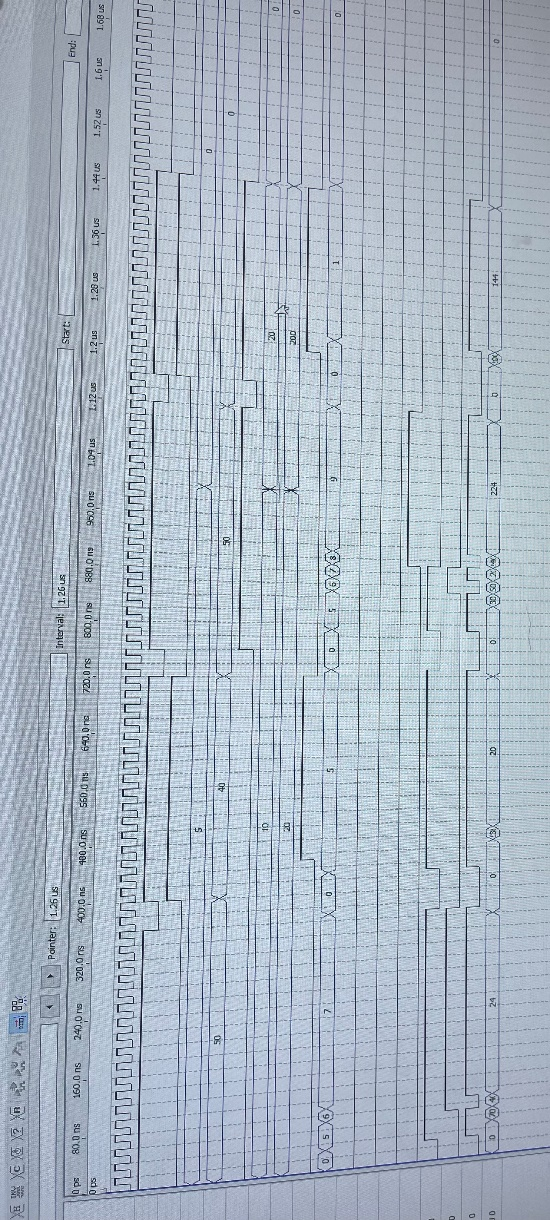 Pointer: 1.26 us Interval: 1.26 us Start: End:
0 ps 80.0 ns 160.0 ns 240.0 ns 320.0 ns 400.0 ns 480.0 ns 560.0 ns 640.0 ns 720.0 ns 800.0 ns 880.0 ns 960.0 ns 1.04 us 1.12 us 1.2 us 1.28 us 1.36 us 1.44 us 1.52 us 1.6 us 1.68 us
0 ps
5 0
50 40 50 0
10 20 0
20 200 0
0 5 6 7 0 5 0 5 6 7 8 9 0 1 0
0 24 0 20 0 224 0 144 0